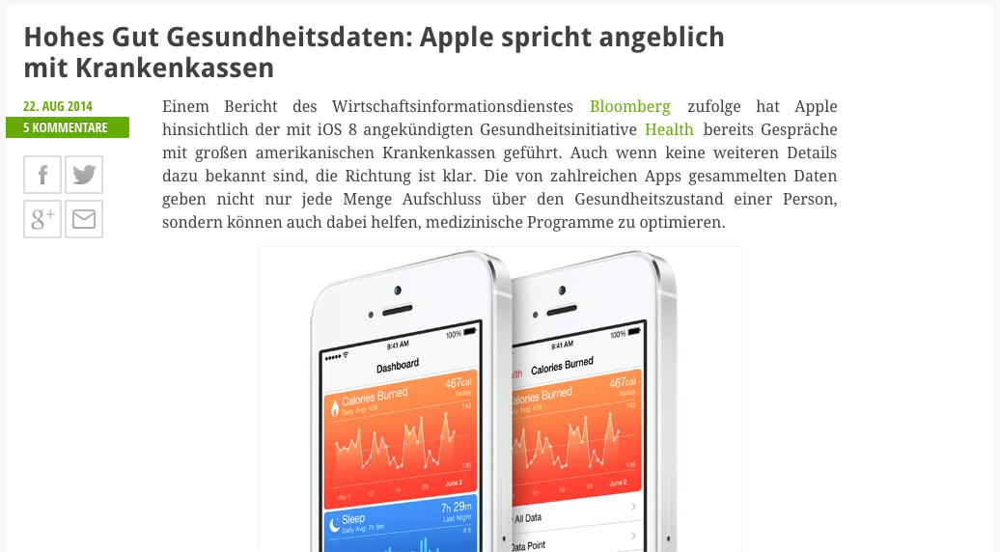 Hohes Gut Gesundheitsdaten: Apple spricht angeblich
mit Krankenkassen
22. AUG 2014
5 KOMMENTARE
Einem Bericht des Wirtschaftsinformationsdienstes Bloomberg zufolge hat Apple
hinsichtlich der mit iOS 8 angekündigten Gesundheitsinitiative Health bereits Gespräche
mit großen amerikanischen Krankenkassen geführt. Auch wenn keine weiteren Details
dazu bekannt sind, die Richtung ist klar. Die von zahlreichen Apps gesammelten Daten
geben nicht nur jede Menge Aufschluss über den Gesundheitszustand einer Person,
sondern können auch dabei helfen, medizinische Programme zu optimieren.
f
g+
9:41 AM 100%
Dashboard
Calories Burned 467cal
Daily Avg: 428 Today
743
136
May 5 12 19 26 June 2
Sleep 7h 29m
Daily Avg: 7h 9m Last Night
9.5
9:41 AM 100%
lth Calories Burned
alories Burned 467cal
aily Avg: 428 Today
743
136
12 19 26 June 2
All Data
Data Point